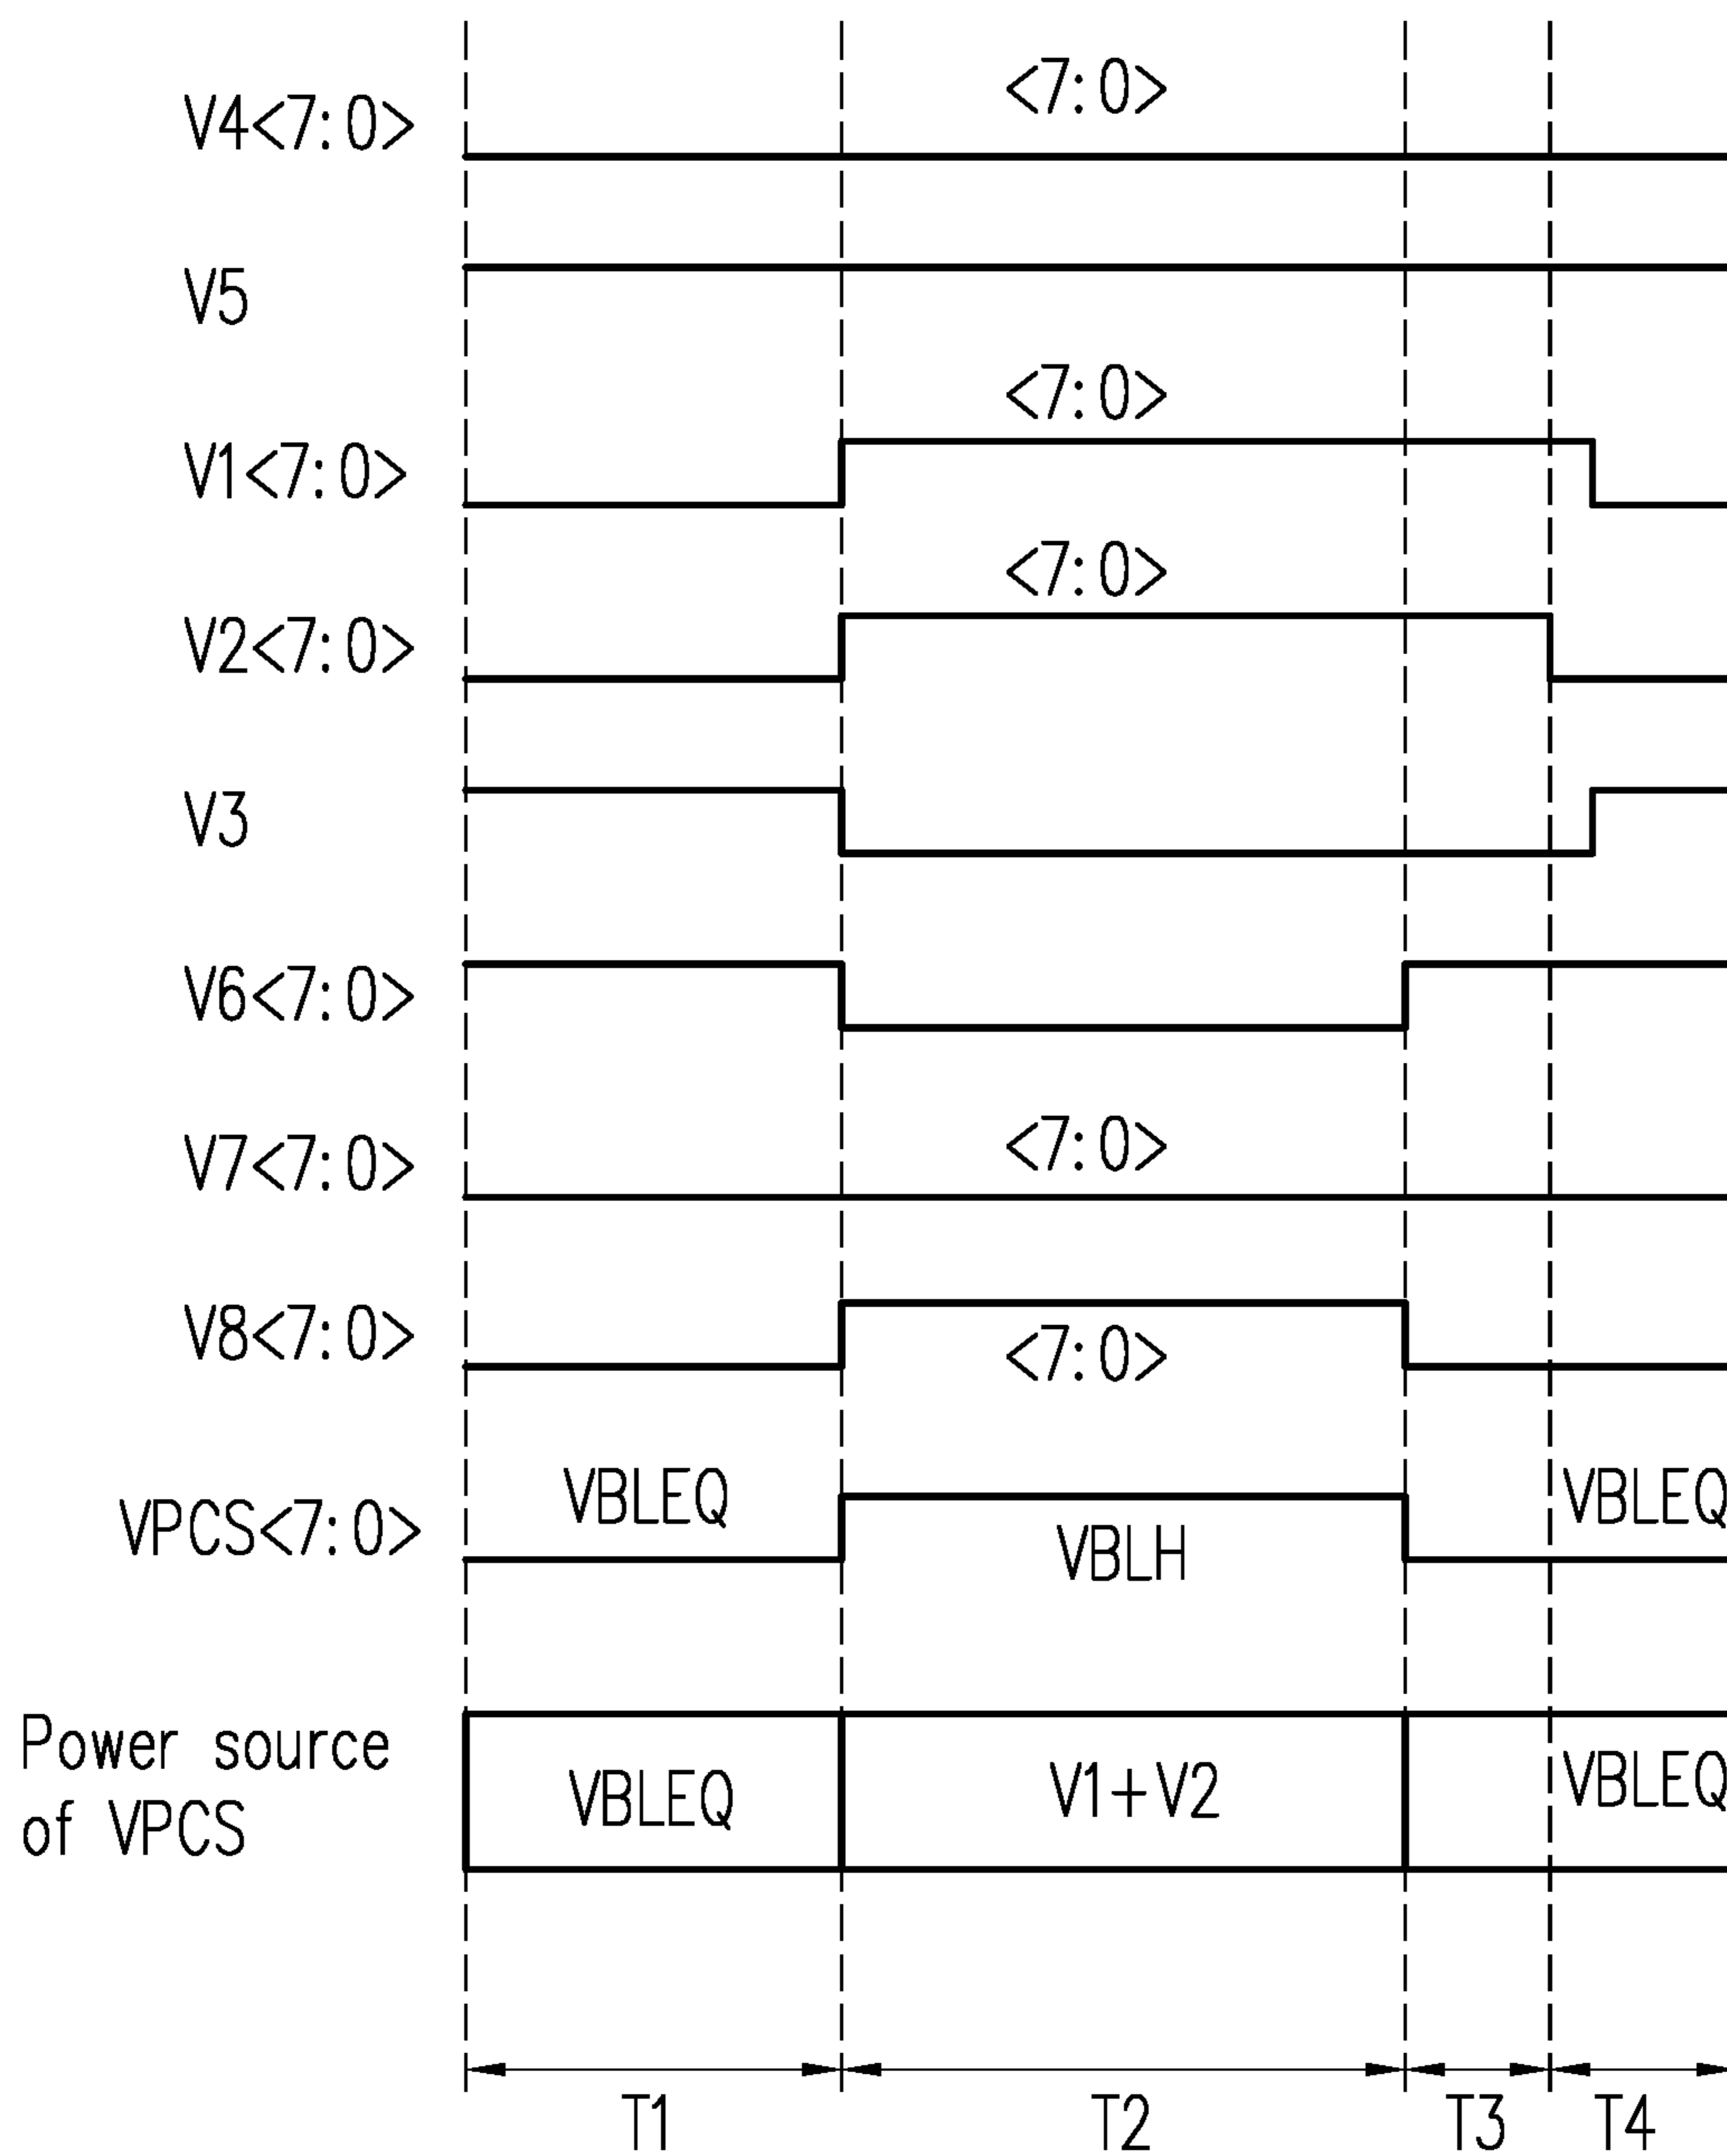 <7:0>
V4<7:0>
V5
<7:0>
V1<7:0>
<7:0>
V2<7:0>
V3
V6<7:0>
<7:0>
V7<7:0>
V8<7:0>
<7:0>
VBLEQ
VBLEQ
VPCS<7:0>
VBLH
Power source
of VPCS
VBLEQ
V1+V2
VBLEQ
T1
T2
T3
T4